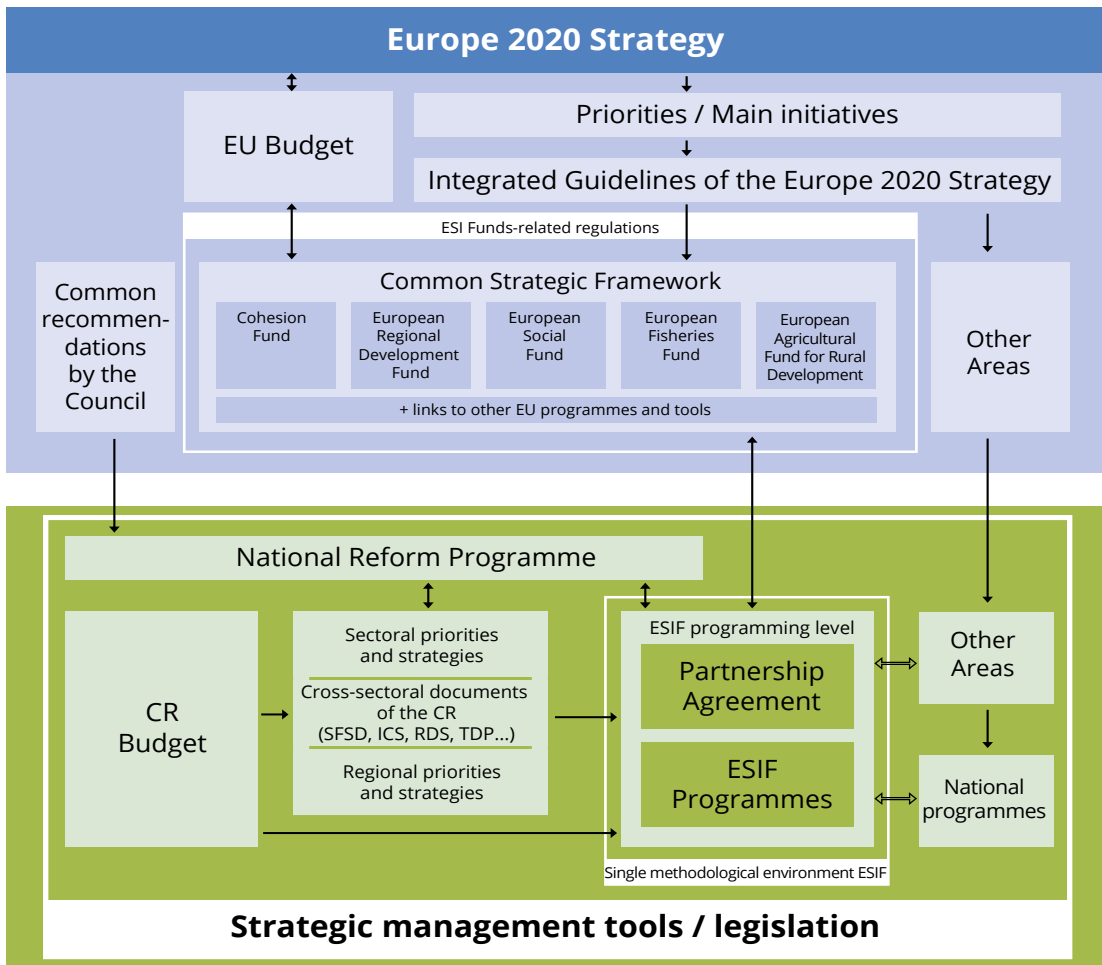 Europe 2020 Strategy
EU Budget
Priorities / Main initiatives
Integrated Guidelines of the Europe 2020 Strategy
ESI Funds-related regulations
Common
recommen-
dations
by the
Council
Common Strategic Framework
Cohesion
Fund
European
Regional
Development
Fund
European
Social
Fund
European
Fisheries
Fund
European
Agricultural
Fund for Rural
Development
+ links to other EU programmes and tools
Other
Areas
National Reform Programme
CR
Budget
Sectoral priorities
and strategies
Cross-sectoral documents
of the CR
(SFSD, ICS, RDS, TDP...)
Regional priorities
and strategies
ESIF programming level
Partnership
Agreement
ESIF
Programmes
Single methodological environment ESIF
Other
Areas
National
programmes
Strategic management tools / legislation